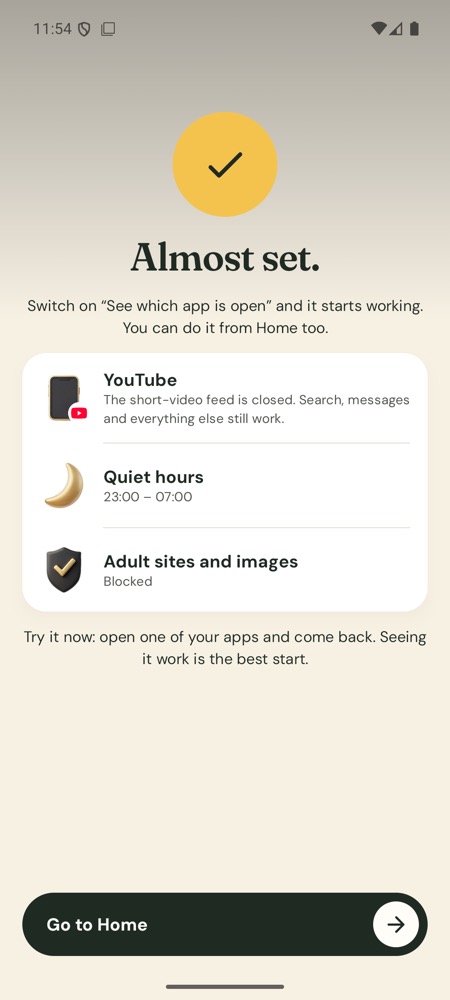 11:54
Almost set.
Switch on “See which app is open” and it starts working.
You can do it from Home too.
YouTube
The short-video feed is closed. Search, messages
and everything else still work.
Quiet hours
23:00 – 07:00
Adult sites and images
Blocked
Try it now: open one of your apps and come back. Seeing
it work is the best start.
Go to Home